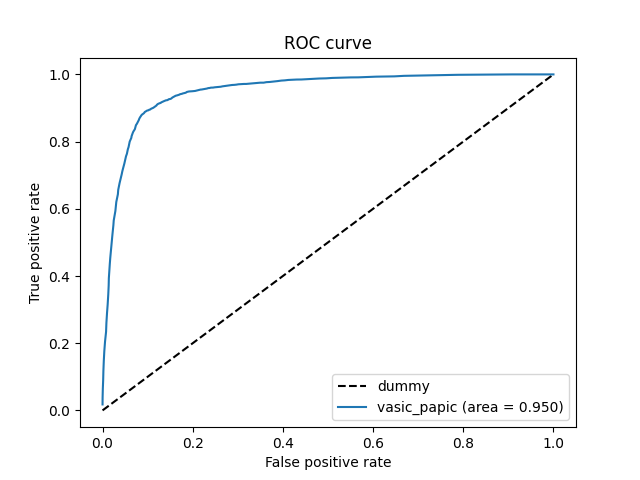 ROC curve
True positive rate
1.0
0.8
0.6
0.4
0.2
0.0
dummy
vasic_papic (area = 0.950)
0.0 0.2 0.4 0.6 0.8 1.0
False positive rate